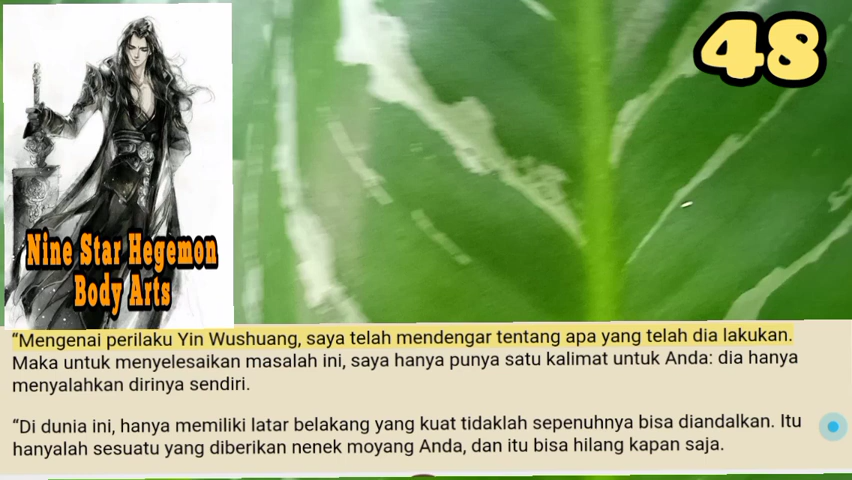 48
Nine Star Hegemon
Body Arts
“Mengenai perilaku Yin Wushuang, saya telah mendengar tentang apa yang telah dia lakukan.
Maka untuk menyelesaikan masalah ini, saya hanya punya satu kalimat untuk Anda: dia hanya
menyalahkan dirinya sendiri.
“Di dunia ini, hanya memiliki latar belakang yang kuat tidaklah sepenuhnya bisa diandalkan. Itu
hanyalah sesuatu yang diberikan nenek moyang Anda, dan itu bisa hilang kapan saja.